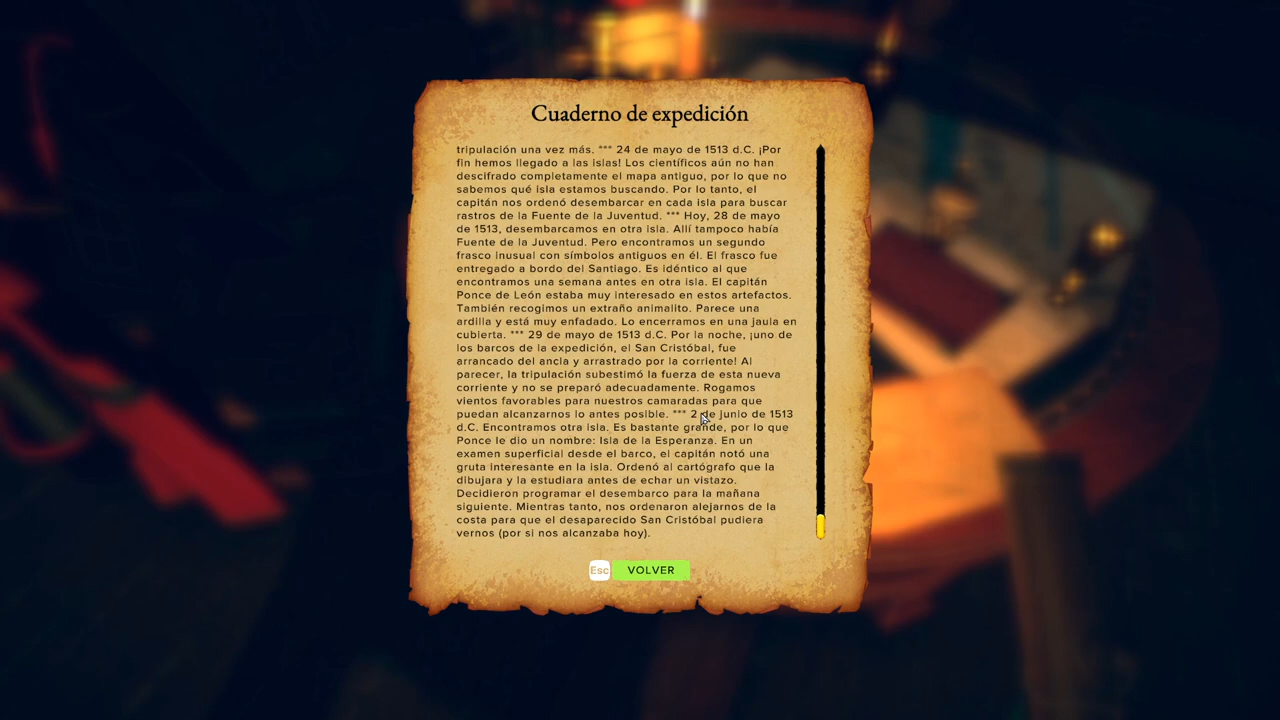 Cuaderno de expedición
tripulación una vez más. *** 24 de mayo de 1513 d.C. ¡Por
fin hemos llegado a las islas! Los científicos aún no han
descifrado completamente el mapa antiguo, por lo que no
sabemos qué isla estamos buscando. Por lo tanto, el
capitán nos ordenó desembarcar en cada isla para buscar
rastros de la Fuente de la Juventud. *** Hoy, 28 de mayo
de 1513, desembarcamos en otra isla. Allí tampoco había
Fuente de la Juventud. Pero encontramos un segundo
frasco inusual con símbolos antiguos en él. El frasco fue
entregado a bordo del Santiago. Es idéntico al que
encontramos una semana antes en otra isla. El capitán
Ponce de León estaba muy interesado en estos artefactos.
También recogimos un extraño animalito. Parece una
ardilla y está muy enfadado. Lo encerramos en una jaula en
cubierta. *** 29 de mayo de 1513 d.C. Por la noche, ¡uno de
los barcos de la expedición, el San Cristóbal, fue
arrancado del ancla y arrastrado por la corriente! Al
parecer, la tripulación subestimó la fuerza de esta nueva
corriente y no se preparó adecuadamente. Rogamos
vientos favorables para nuestros camaradas para que
puedan alcanzarnos lo antes posible. *** 2 de junio de 1513
d.C. Encontramos otra isla. Es bastante grande, por lo que
Ponce le dio un nombre: Isla de la Esperanza. En un
examen superficial desde el barco, el capitán notó una
gruta interesante en la isla. Ordenó al cartógrafo que la
dibujara y la estudiara antes de echar un vistazo.
Decidieron programar el desembarco para la mañana
siguiente. Mientras tanto, nos ordenaron alejarnos de la
costa para que el desaparecido San Cristóbal pudiera
vernos (por si nos alcanzaba hoy).
Esc VOLVER